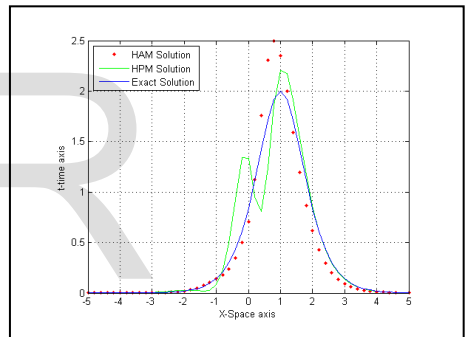 2.5
HAM Solution
HPM Solution
Exact Solution
2
1.5
t-time axis
1
0.5
0
-5 -4 -3 -2 -1 0 1 2 3 4 5
X-Space axis
R